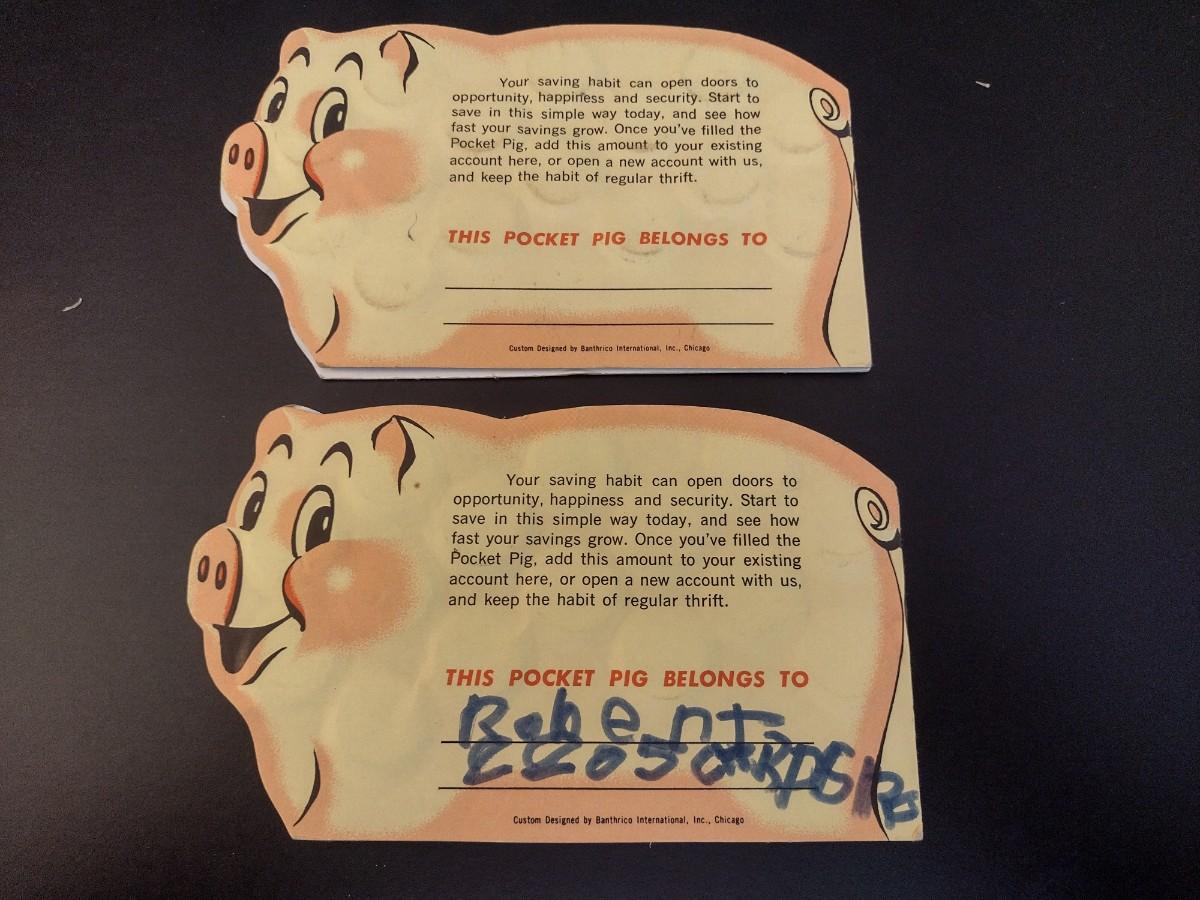 Your saving habit can open doors to
opportunity, happiness and security. Start to
save in this simple way today, and see how
fast your savings grow. Once you've filled the
Pocket Pig, add this amount to your existing
account here, or open a new account with us,
and keep the habit of regular thrift.
THIS POCKET PIG BELONGS TO
Custom Designed by Banthrico International, Inc., Chicago
Your saving habit can open doors to
opportunity, happiness and security. Start to
save in this simple way today, and see how
fast your savings grow. Once you've filled the
Pocket Pig, add this amount to your existing
account here, or open a new account with us,
and keep the habit of regular thrift.
THIS POCKET PIG BELONGS TO
Custom Designed by Banthrico International, Inc., Chicago